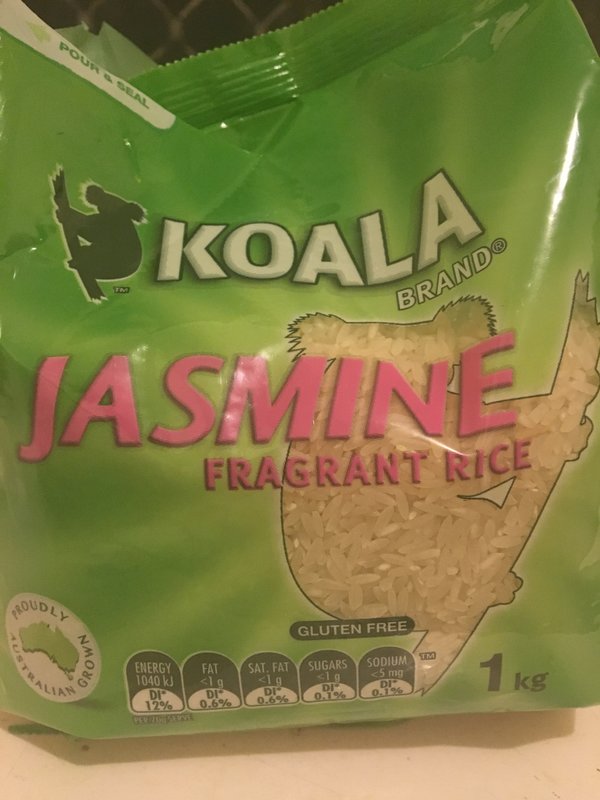 POUR & SEAL
KOALA
BRAND®
TM
JASMINE
FRAGRANT RICE
GLUTEN FREE
PROUDLY
AUSTRALIAN GROWN
ENERGY
1040 kJ
DI*
12%
FAT
<1 g
DI*
0.6%
SAT. FAT
<1 g
DI*
0.6%
SUGARS
<1 g
DI*
0.1%
SODIUM
<5 mg
DI*
0.1%
TM
1 kg